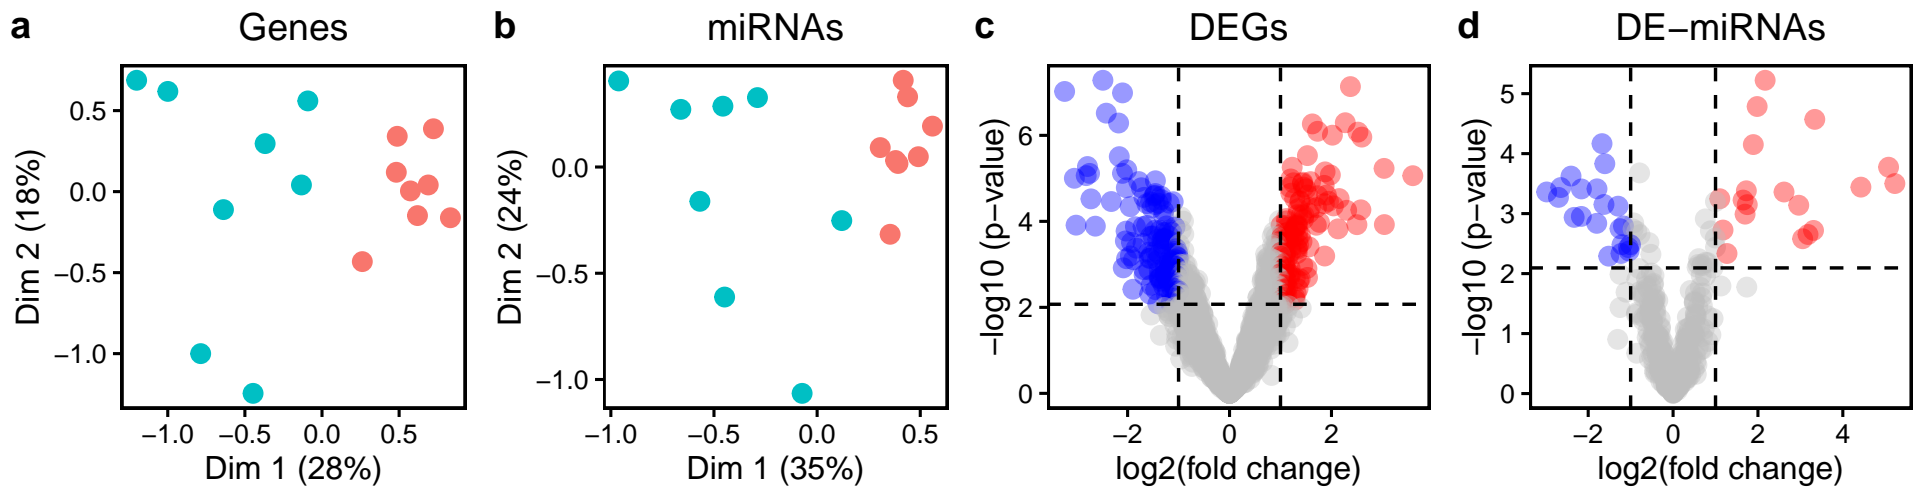 a
Genes
0.5
0.0
−0.5
−1.0
Dim 2 (18%)
−1.0
−0.5
0.0
0.5
Dim 1 (28%)
b
miRNAs
0.0
−0.5
−1.0
Dim 2 (24%)
−1.0
−0.5
0.0
0.5
Dim 1 (35%)
c
DEGs
6
4
2
0
−log10 (p−value)
−2
0
2
log2(fold change)
d
DE−miRNAs
5
4
3
2
1
0
−log10 (p−value)
−2
0
2
4
log2(fold change)